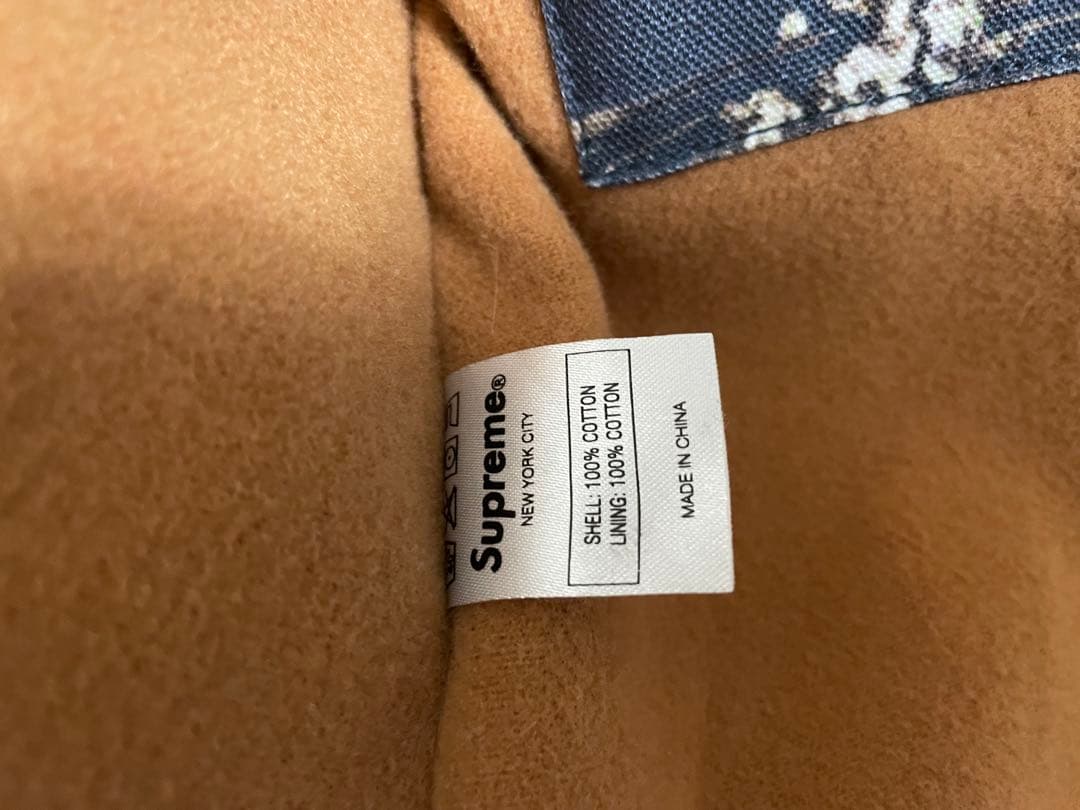 Supreme®
NEW YORK CITY
SHELL: 100% COTTON
LINING: 100% COTTON
MADE IN CHINA